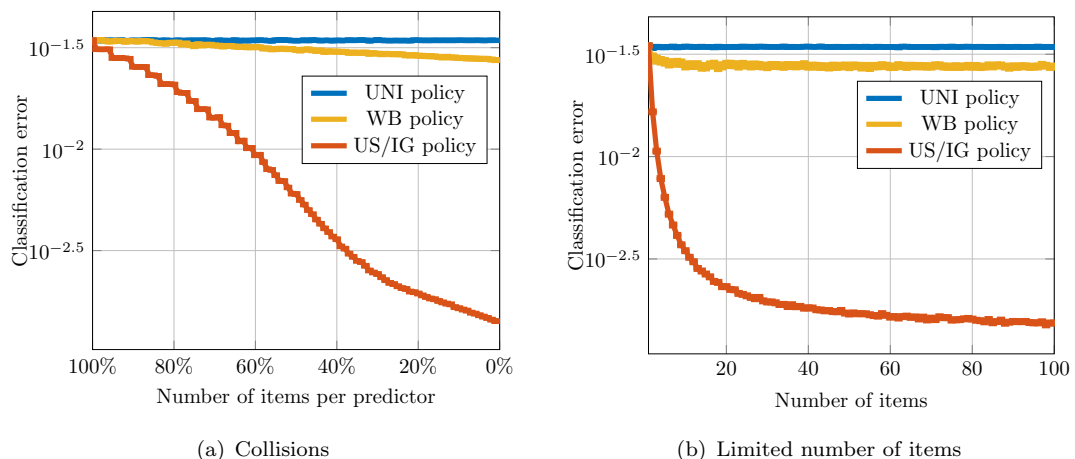 10^−1.5
10^−2
10^−2.5
Classification error
UNI policy
WB policy
US/IG policy
100% 80% 60% 40% 20% 0%
Number of items per predictor
(a) Collisions
10^−1.5
10^−2
10^−2.5
Classification error
UNI policy
WB policy
US/IG policy
20 40 60 80 100
Number of items
(b) Limited number of items